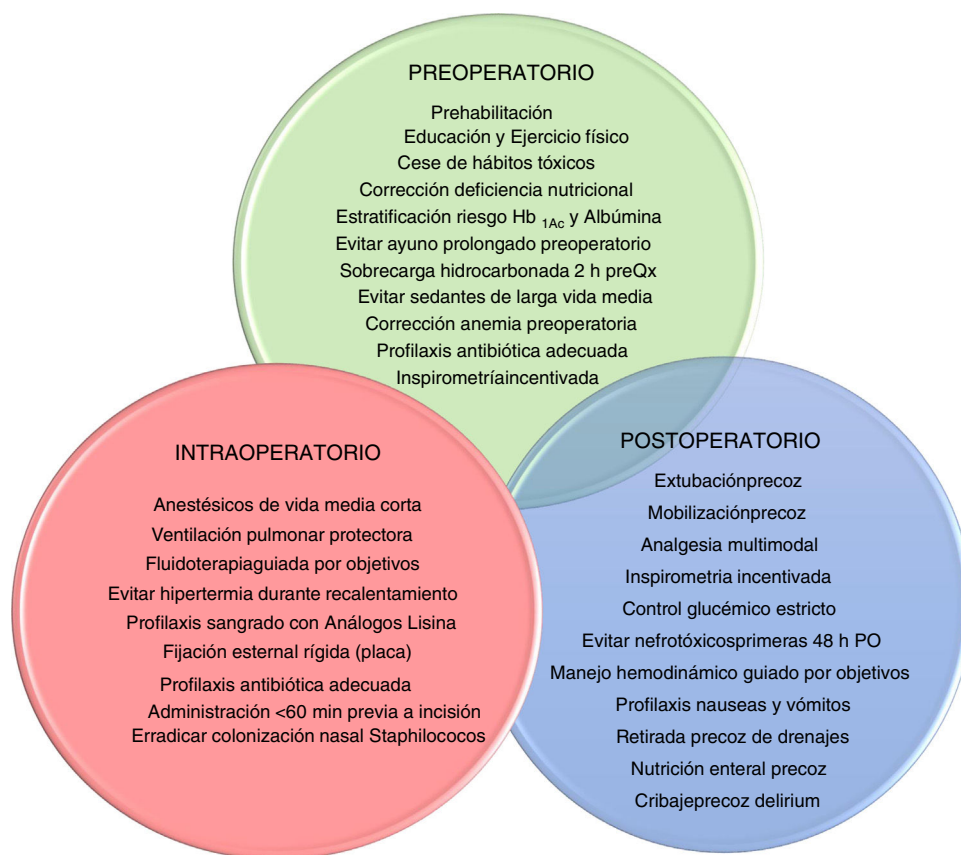 PREOPERATORIO
Prehabilitación
Educación y Ejercicio físico
Cese de hábitos tóxicos
Corrección deficiencia nutricional
Estratificación riesgo Hb 1Ac y Albúmina
Evitar ayuno prolongado preoperatorio
Sobrecarga hidrocarbonada 2 h preQx
Evitar sedantes de larga vida media
Corrección anemia preoperatoria
Profilaxis antibiótica adecuada
Inspirometríaincentivada
INTRAOPERATORIO
Anestésicos de vida media corta
Ventilación pulmonar protectora
Fluidoterapiaguiada por objetivos
Evitar hipertermia durante recalentamiento
Profilaxis sangrado con Análogos Lisina
Fijación esternal rígida (placa)
Profilaxis antibiótica adecuada
Administración <60 min previa a incisión
Erradicar colonización nasal Staphilococos
POSTOPERATORIO
Extubaciónprecoz
Mobilizaciónprecoz
Analgesia multimodal
Inspirometria incentivada
Control glucémico estricto
Evitar nefrotóxicosprimeras 48 h PO
Manejo hemodinámico guiado por objetivos
Profilaxis nauseas y vómitos
Retirada precoz de drenajes
Nutrición enteral precoz
Cribajeprecoz delirium